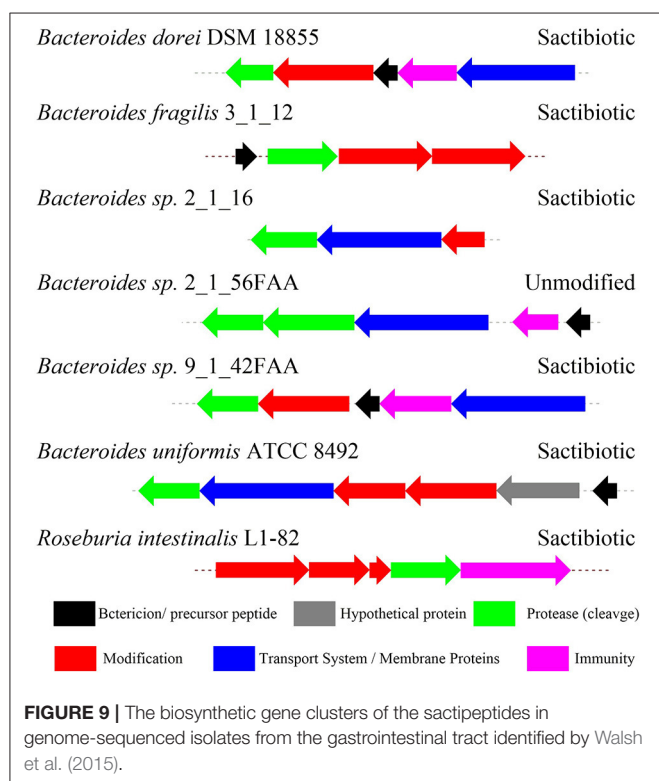 Bacteroides dorei DSM 18855 Sactibiotic
Bacteroides fragilis 3_1_12 Sactibiotic
Bacteroides sp. 2_1_16 Sactibiotic
Bacteroides sp. 2_1_56FAA Unmodified
Bacteroides sp. 9_1_42FAA Sactibiotic
Bacteroides uniformis ATCC 8492 Sactibiotic
Roseburia intestinalis L1-82 Sactibiotic
Bctericion/ precursor peptide Hypothetical protein Protease (cleavge)
Modification Transport System / Membrane Proteins Immunity
FIGURE 9 | The biosynthetic gene clusters of the sactipeptides in
genome-sequenced isolates from the gastrointestinal tract identified by Walsh
et al. (2015).